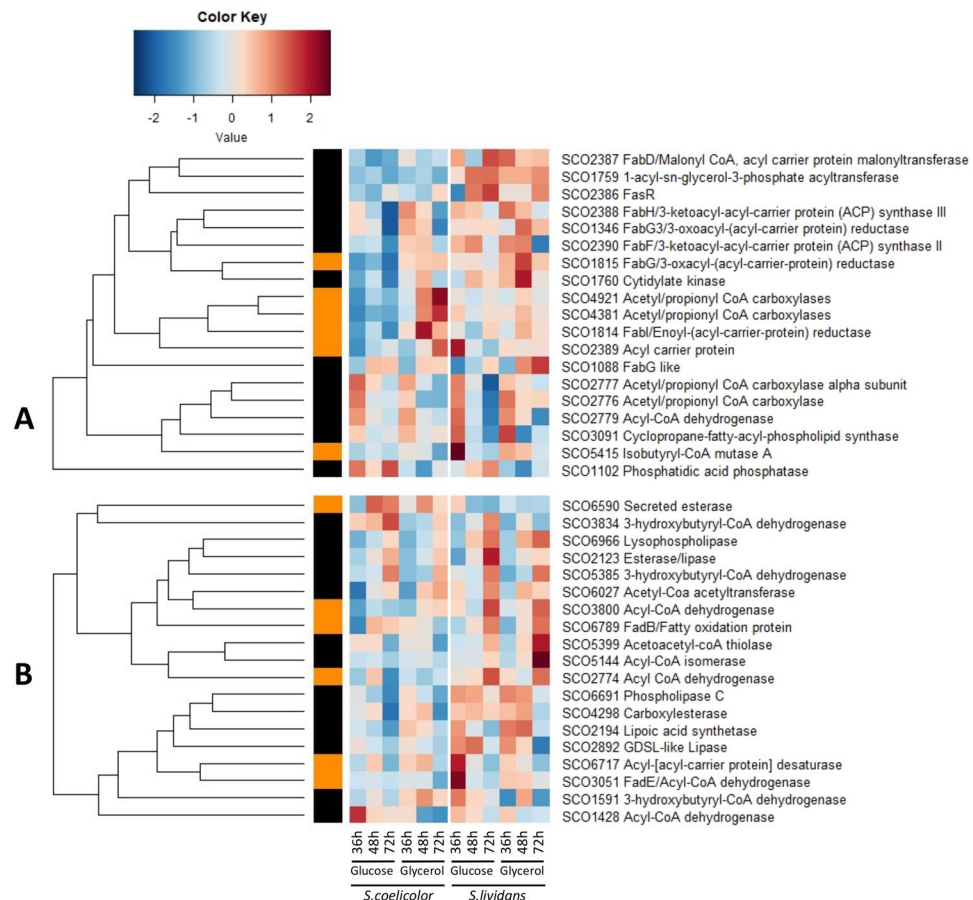 Color Key
-2 -1 0 1 2
Value
A
SCO2387 FabD/Malonyl CoA, acyl carrier protein malonyltransferase
SCO1759 1-acyl-sn-glycerol-3-phosphate acyltransferase
SCO2386 FasR
SCO2388 FabH/3-ketoacyl-acyl-carrier protein (ACP) synthase III
SCO1346 FabG3/3-oxoacyl-(acyl-carrier protein) reductase
SCO2390 FabF/3-ketoacyl-acyl-carrier protein (ACP) synthase II
SCO1815 FabG/3-oxacyl-(acyl-carrier-protein) reductase
SCO1760 Cytidylate kinase
SCO4921 Acetyl/propionyl CoA carboxylases
SCO4381 Acetyl/propionyl CoA carboxylases
SCO1814 FabI/Enoyl-(acyl-carrier-protein) reductase
SCO2389 Acyl carrier protein
SCO1088 FabG like
SCO2777 Acetyl/propionyl CoA carboxylase alpha subunit
SCO2776 Acetyl/propionyl CoA carboxylase
SCO2779 Acyl-CoA dehydrogenase
SCO3091 Cyclopropane-fatty-acyl-phospholipid synthase
SCO5415 Isobutyryl-CoA mutase A
SCO1102 Phosphatidic acid phosphatase
B
SCO6590 Secreted esterase
SCO3834 3-hydroxybutyryl-CoA dehydrogenase
SCO6966 Lysophospholipase
SCO2123 Esterase/lipase
SCO5385 3-hydroxybutyryl-CoA dehydrogenase
SCO6027 Acetyl-Coa acetyltransferase
SCO3800 Acyl-CoA dehydrogenase
SCO6789 FadB/Fatty oxidation protein
SCO5399 Acetoacetyl-coA thiolase
SCO5144 Acyl-CoA isomerase
SCO2774 Acyl CoA dehydrogenase
SCO6691 Phospholipase C
SCO4298 Carboxylesterase
SCO2194 Lipoic acid synthetase
SCO2892 GDSL-like Lipase
SCO6717 Acyl-[acyl-carrier protein] desaturase
SCO3051 FadE/Acyl-CoA dehydrogenase
SCO1591 3-hydroxybutyryl-CoA dehydrogenase
SCO1428 Acyl-CoA dehydrogenase
36h 48h 72h 36h 48h 72h 36h 48h 72h 36h 48h 72h
Glucose Glycerol Glucose Glycerol
S.coelicolor S.lividans